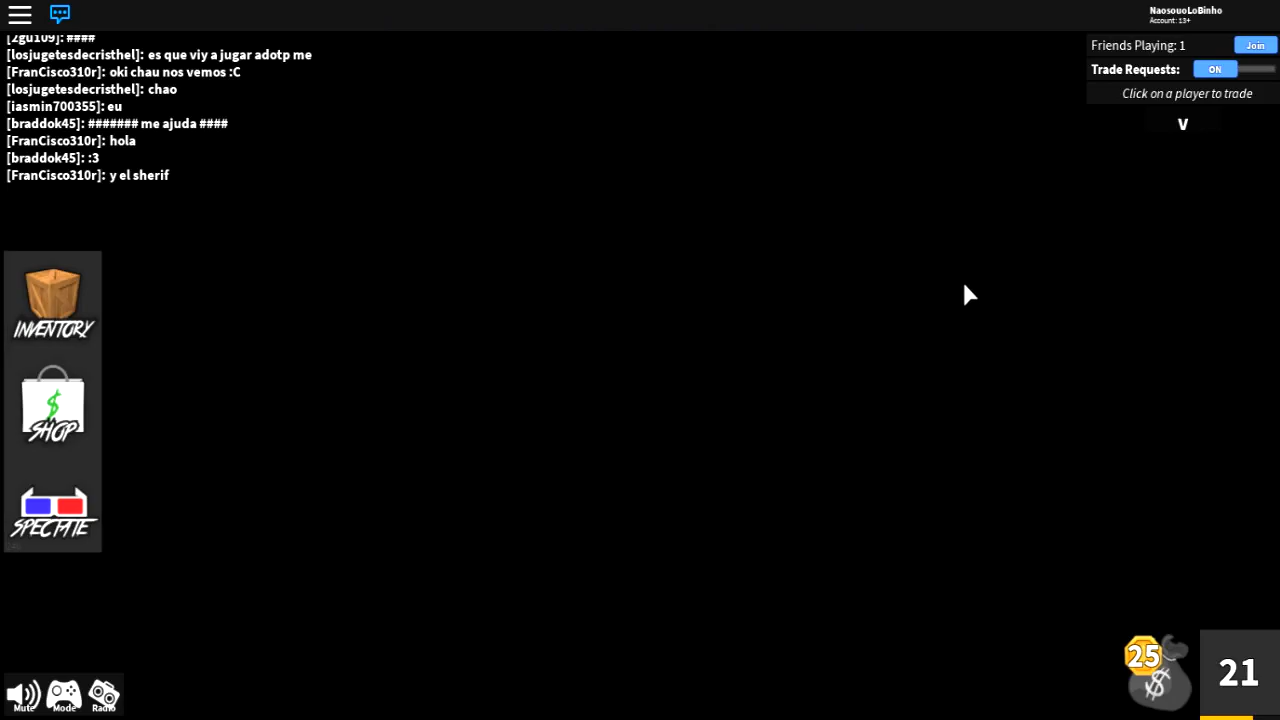 NaosouoLoBinho
Account: 13+
[2gu109]: ####
[losjugetesdecristhel]: es que viy a jugar adotp me
[FranCisco310r]: oki chau nos vemos :C
[losjugetesdecristhel]: chao
[iasmin700355]: eu
[braddok45]: ####### me ajuda ####
[FranCisco310r]: hola
[braddok45]: :3
[FranCisco310r]: y el sherif
Friends Playing: 1 Join
Trade Requests: ON
Click on a player to trade
V
INVENTORY
$
SHOP
SPECTATE
Mute Mode Radio
25
$
21